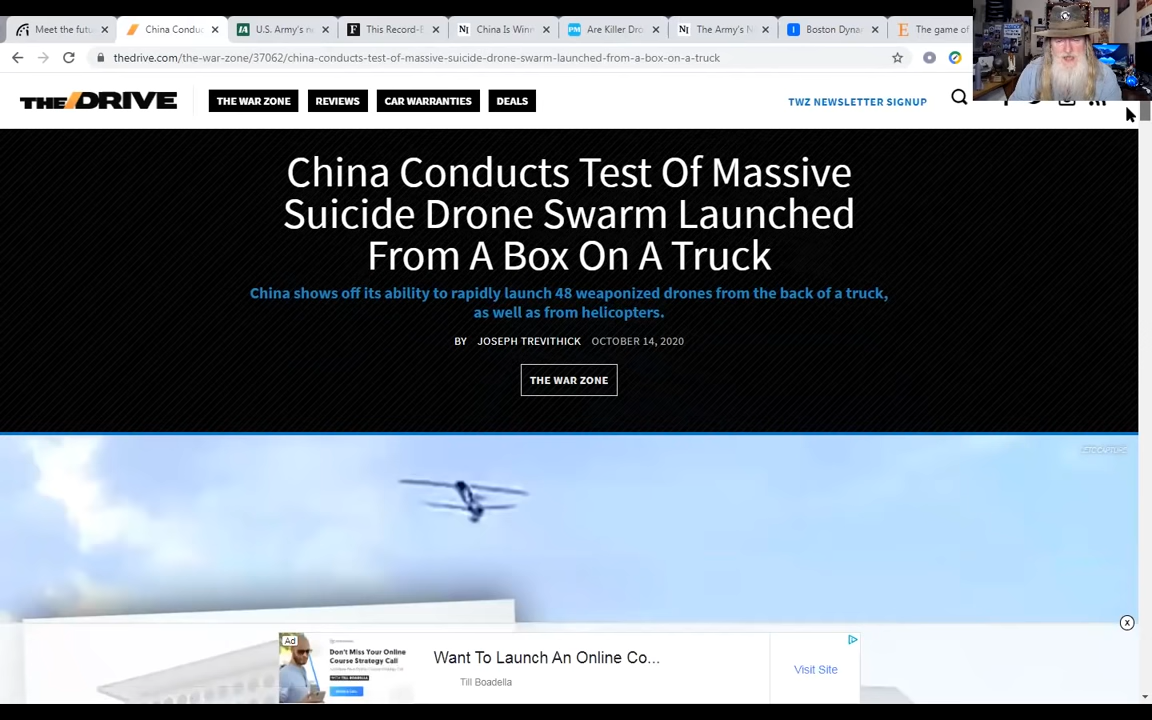 Meet the futu
China Conduc
U.S. Army's n
This Record-E
China Is Winn
Are Killer Dro
The Army's N
Boston Dyna
The game of
thedrive.com/the-war-zone/37062/china-conducts-test-of-massive-suicide-drone-swarm-launched-from-a-box-on-a-truck
THE DRIVE
THE WAR ZONE
REVIEWS
CAR WARRANTIES
DEALS
TWZ NEWSLETTER SIGNUP
China Conducts Test Of Massive
Suicide Drone Swarm Launched
From A Box On A Truck
China shows off its ability to rapidly launch 48 weaponized drones from the back of a truck,
as well as from helicopters.
BY JOSEPH TREVITHICK OCTOBER 14, 2020
THE WAR ZONE
Ad
Don't Miss Your Online
Course Strategy Call
Want To Launch An Online Co...
Till Boadella
Visit Site